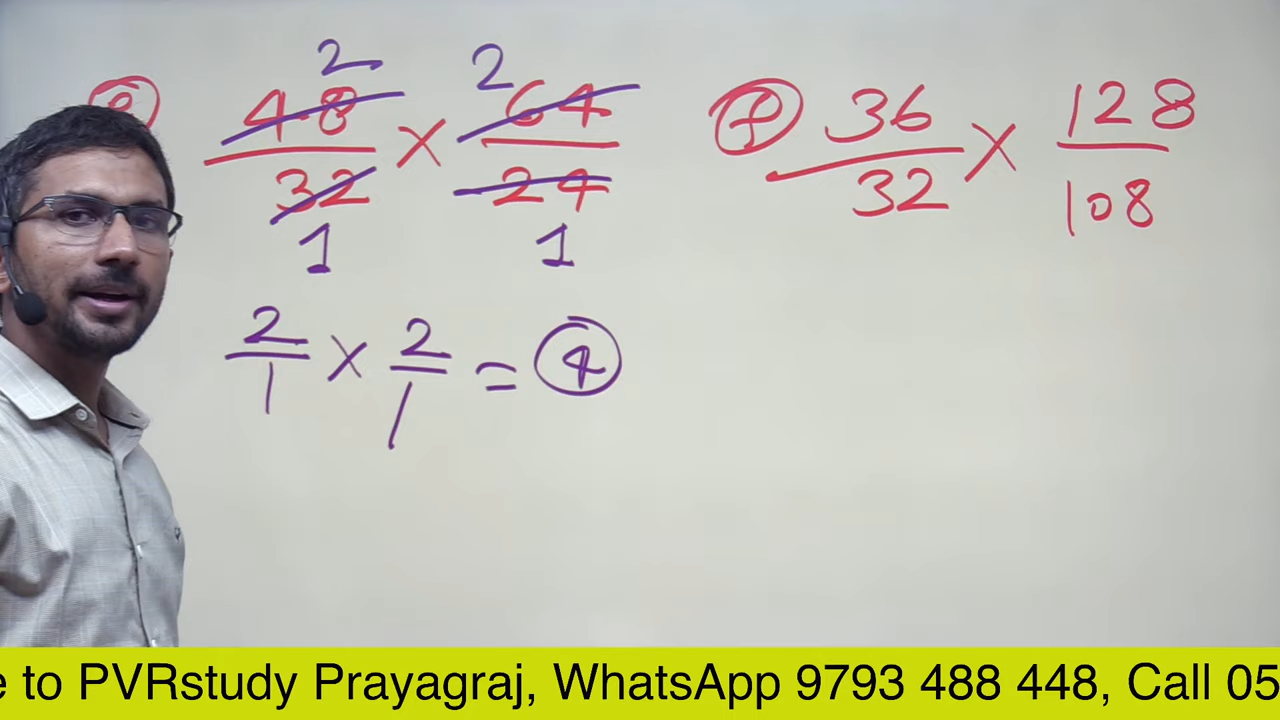 2 2
48/32 × 64/24
1 1
2/1 × 2/1 = 4
36/32 × 128/108
e to PVRstudy Prayagraj, WhatsApp 9793 488 448, Call 05